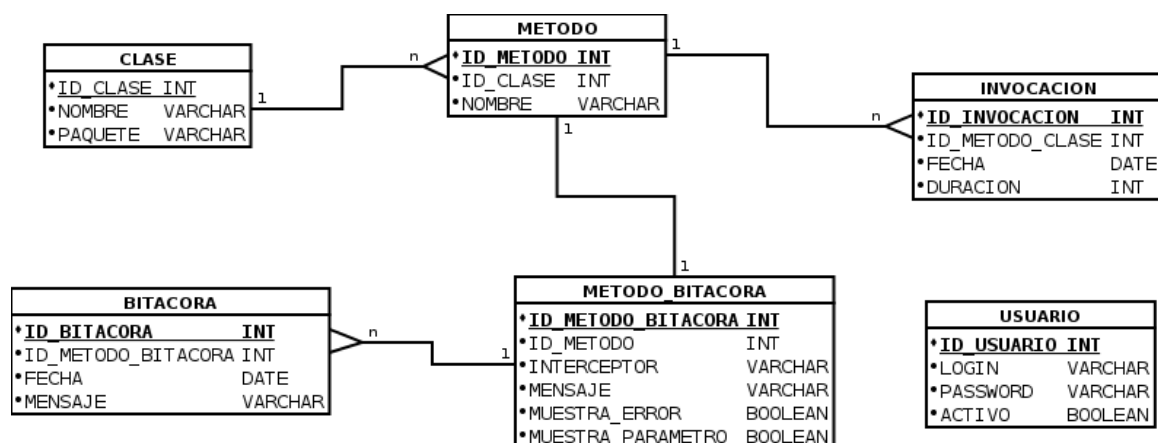 CLASE
ID_CLASE INT
NOMBRE VARCHAR
PAQUETE VARCHAR
1
n
METODO
ID_METODO INT
ID_CLASE INT
NOMBRE VARCHAR
1
1
n
INVOCACION
ID_INVOCACION INT
ID_METODO_CLASE INT
FECHA DATE
DURACION INT
BITACORA
ID_BITACORA INT
ID_METODO_BITACORA INT
FECHA DATE
MENSAJE VARCHAR
n
1
1
METODO_BITACORA
ID_METODO_BITACORA INT
ID_METODO INT
INTERCEPTOR VARCHAR
MENSAJE VARCHAR
MUESTRA_ERROR BOOLEAN
MUESTRA_PARAMETRO BOOLEAN
USUARIO
ID_USUARIO INT
LOGIN VARCHAR
PASSWORD VARCHAR
ACTIVO BOOLEAN